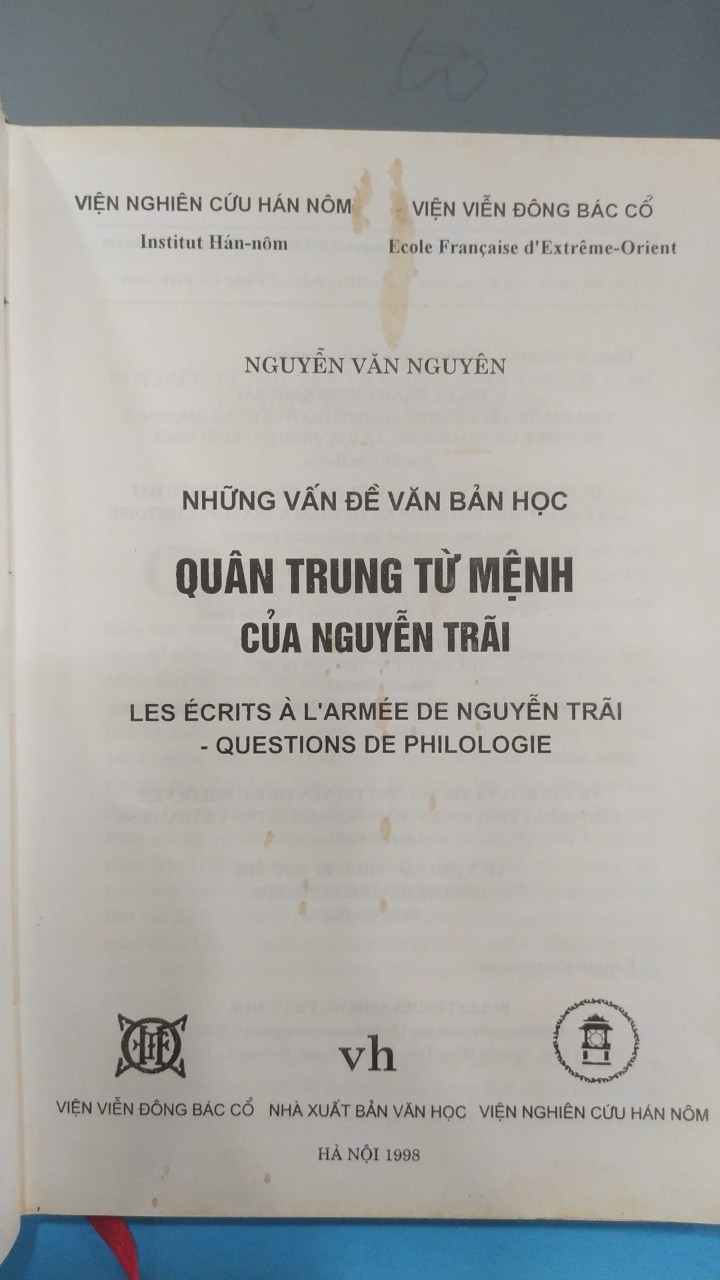 VIỆN NGHIÊN CỨU HÁN NÔM
Institut Hán-nôm
VIỆN VIỄN ĐÔNG BÁC CỔ
Ecole Française d'Extrême-Orient
NGUYỄN VĂN NGUYÊN
NHỮNG VẤN ĐỀ VĂN BẢN HỌC
QUÂN TRUNG TỪ MỆNH
CỦA NGUYỄN TRÃI
LES ÉCRITS À L'ARMÉE DE NGUYỄN TRÃI
- QUESTIONS DE PHILOLOGIE
vh
VIỆN VIỄN ĐÔNG BÁC CỔ
NHÀ XUẤT BẢN VĂN HỌC
VIỆN NGHIÊN CỨU HÁN NÔM
HÀ NỘI 1998